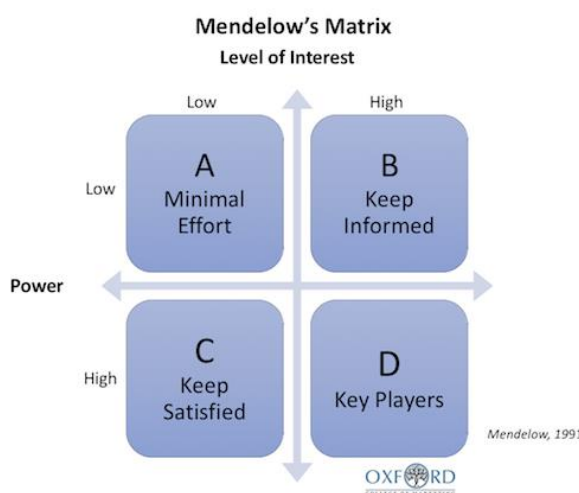 Mendelow's Matrix
Level of Interest
Low
High
A
Minimal
Effort
B
Keep
Informed
Low
Power
C
Keep
Satisfied
D
Key Players
High
Mendelow, 1991
OXFORD